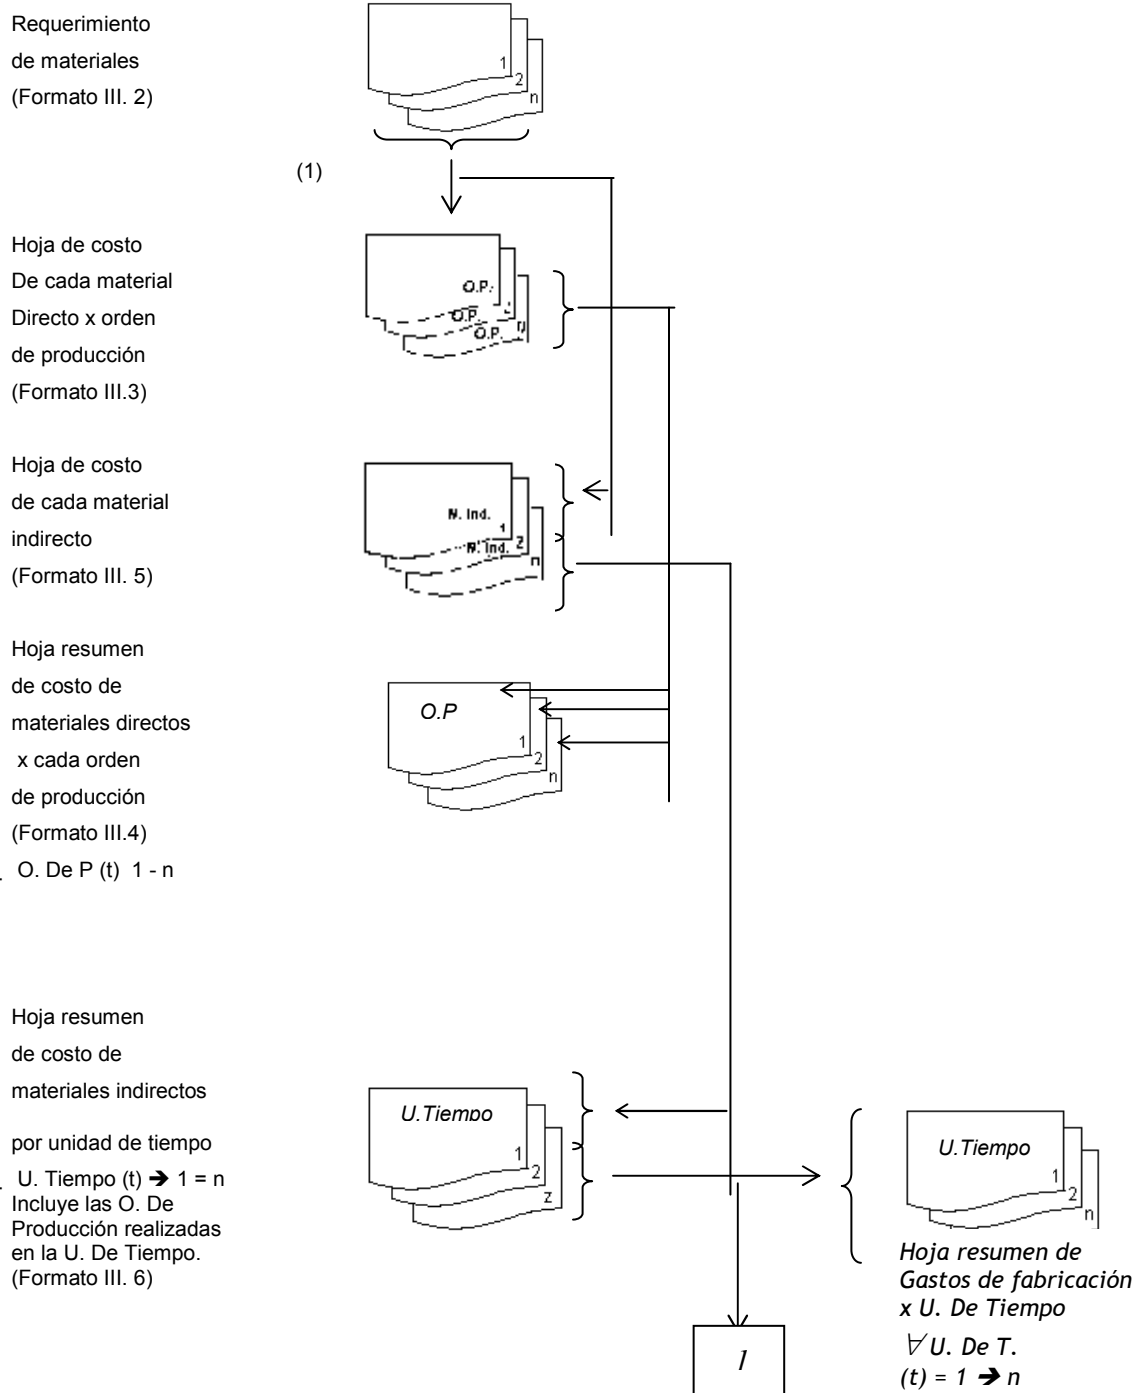 Requerimiento
de materiales
(Formato III. 2)
1
2
n
(1)
Hoja de costo
De cada material
Directo x orden
de producción
(Formato III.3)
O.P.
O.P.
O.P.
n
Hoja de costo
de cada material
indirecto
(Formato III. 5)
M. Ind.
1
M. Ind. 2
n
Hoja resumen
de costo de
materiales directos
x cada orden
de producción
(Formato III.4)
O. De P (t) 1 - n
O.P
1
2
n
Hoja resumen
de costo de
materiales indirectos
por unidad de tiempo
U. Tiempo (t) ➔ 1 = n
Incluye las O. De
Producción realizadas
en la U. De Tiempo.
(Formato III. 6)
U.Tiempo
1
2
z
U.Tiempo
1
2
n
Hoja resumen de
Gastos de fabricación
x U. De Tiempo
∀ U. De T.
(t) = 1 ➔ n
1